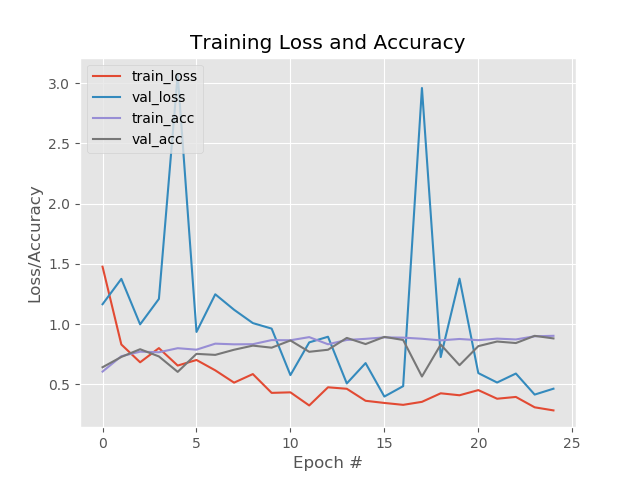 Training Loss and Accuracy
train_loss
val_loss
train_acc
val_acc
3.0
2.5
2.0
1.5
1.0
0.5
Loss/Accuracy
0 5 10 15 20 25
Epoch #